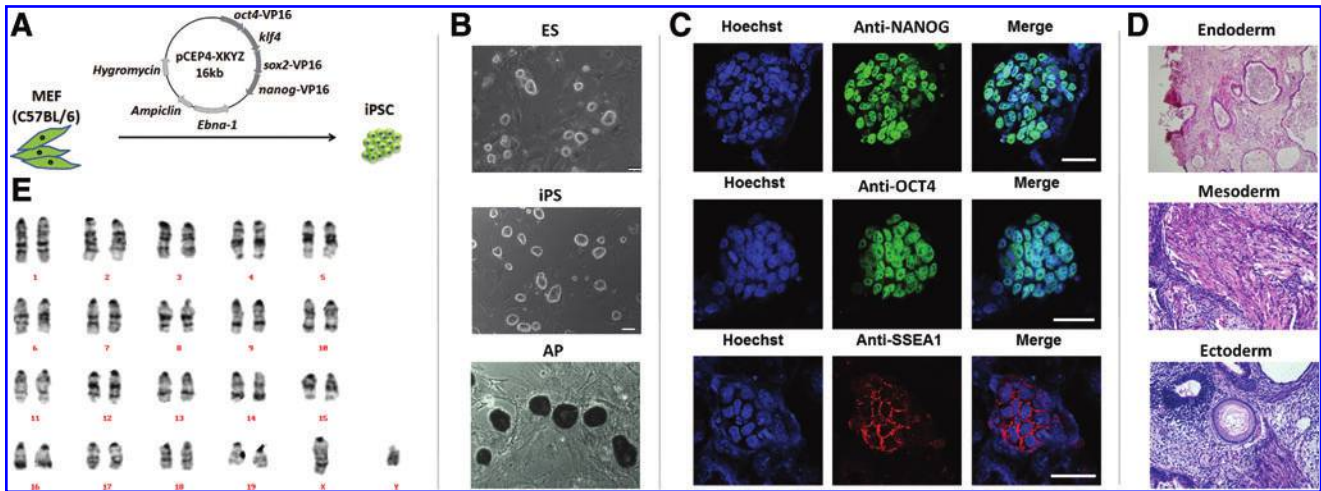 A
oct4-VP16
klf4
pCEP4-XKYZ
16kb
sox2-VP16
nanog-VP16
Hygromycin
Ampiclin
Ebna-1
MEF
(C57BL/6)
iPSC
B
ES
iPS
AP
C
Hoechst Anti-NANOG Merge
Hoechst Anti-OCT4 Merge
Hoechst Anti-SSEA1 Merge
D
Endoderm
Mesoderm
Ectoderm
E
1 2 3 4 5
6 7 8 9 10
11 12 13 14 15
16 17 18 19 X Y